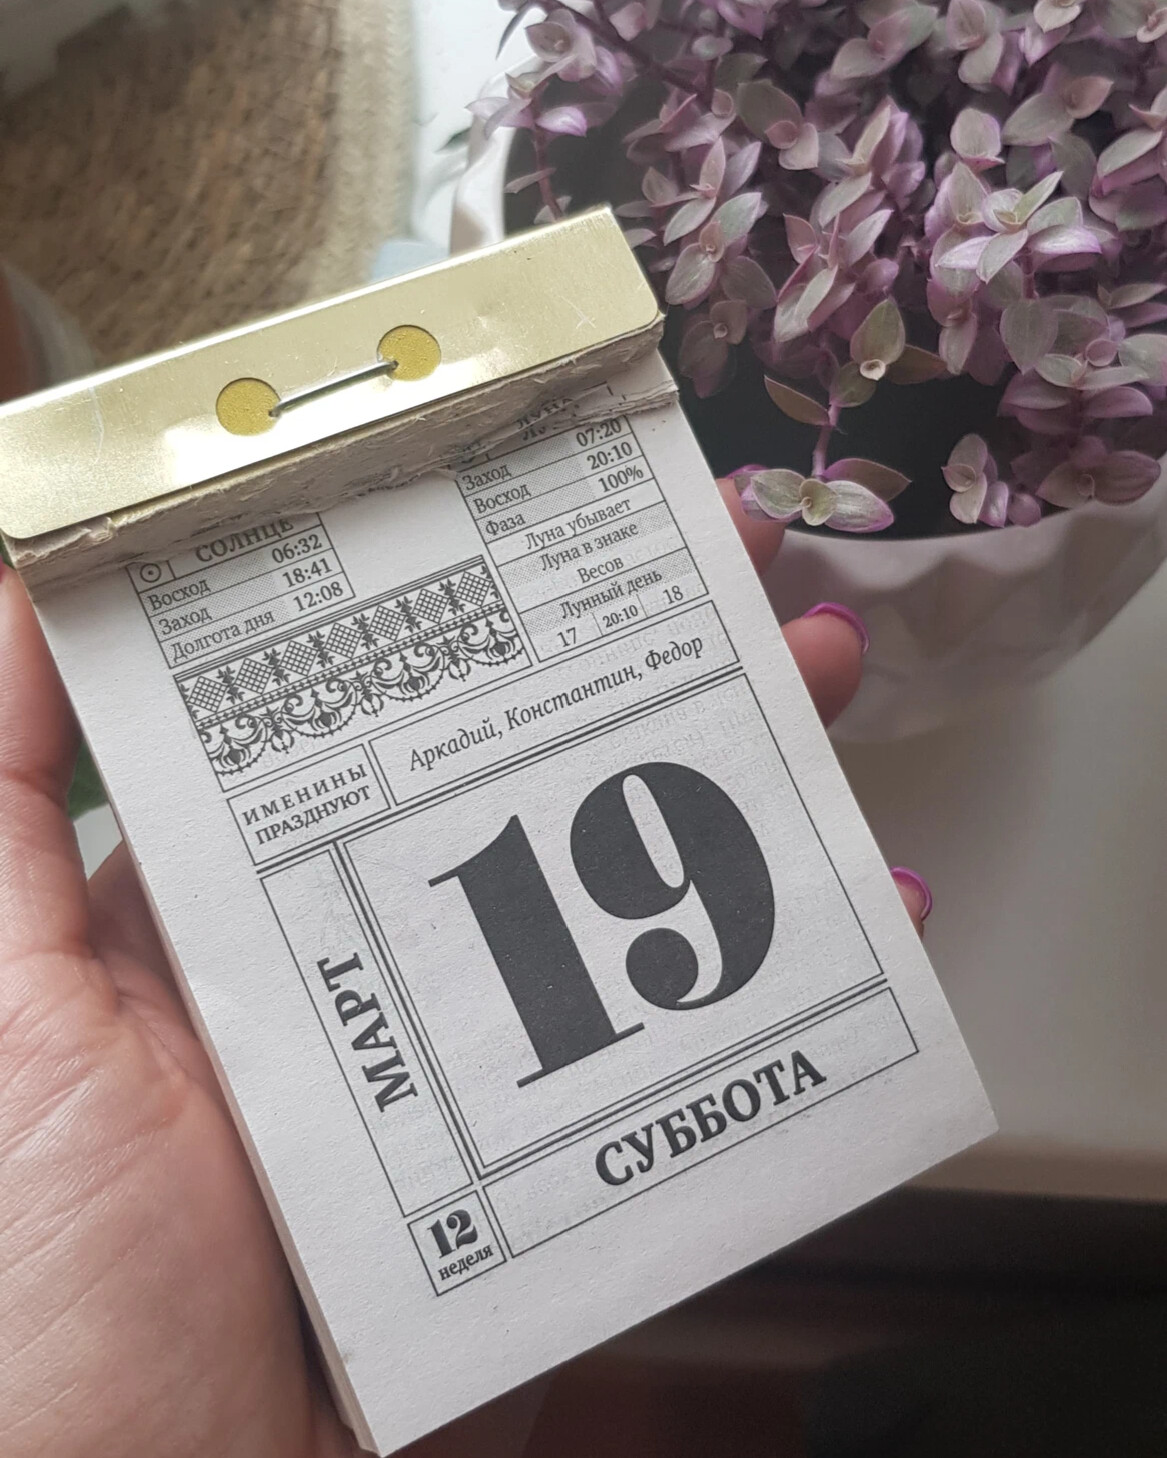 ЛУНА
СОЛНЦЕ
Восход 06:32
Заход 18:41
Долгота дня 12:08
07:20
Заход 20:10
Восход 100%
Фаза
Луна убывает
Луна в знаке
Весов
Лунный день
17 20:10 18
ИМЕНИНЫ
ПРАЗДНУЮТ
Аркадий, Константин, Федор
МАРТ
19
СУББОТА
12
неделя